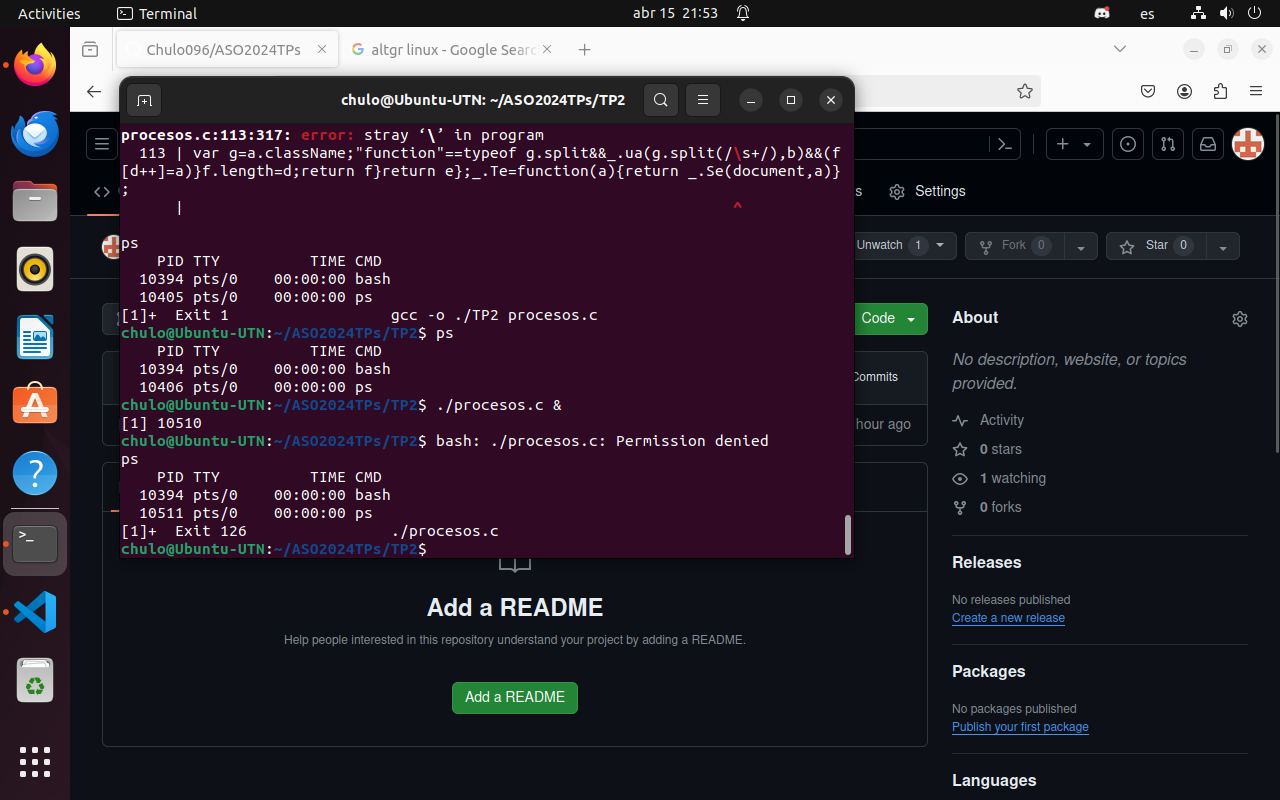 Activities
Terminal
abr 15 21:53
es
Chulo096/ASO2024TPs
altgr linux - Google Searc
chulo@Ubuntu-UTN: ~/ASO2024TPs/TP2
procesos.c:113:317: error: stray ‘\’ in program
113 | var g=a.className;"function"==typeof g.split&&_.ua(g.split(/\s+/),b)&&(f
[d++]=a)}f.length=d;return f}return e};_.Te=function(a){return _.Se(document,a)}
;
| ^
ps
PID TTY TIME CMD
10394 pts/0 00:00:00 bash
10405 pts/0 00:00:00 ps
[1]+ Exit 1 gcc -o ./TP2 procesos.c
chulo@Ubuntu-UTN:~/ASO2024TPs/TP2$ ps
PID TTY TIME CMD
10394 pts/0 00:00:00 bash
10406 pts/0 00:00:00 ps
chulo@Ubuntu-UTN:~/ASO2024TPs/TP2$ ./procesos.c &
[1] 10510
chulo@Ubuntu-UTN:~/ASO2024TPs/TP2$ bash: ./procesos.c: Permission denied
ps
PID TTY TIME CMD
10394 pts/0 00:00:00 bash
10511 pts/0 00:00:00 ps
[1]+ Exit 126 ./procesos.c
chulo@Ubuntu-UTN:~/ASO2024TPs/TP2$
Settings
Unwatch 1
Fork 0
Star 0
Code
Commits
hour ago
Add a README
Help people interested in this repository understand your project by adding a README.
Add a README
About
No description, website, or topics
provided.
Activity
0 stars
1 watching
0 forks
Releases
No releases published
Create a new release
Packages
No packages published
Publish your first package
Languages